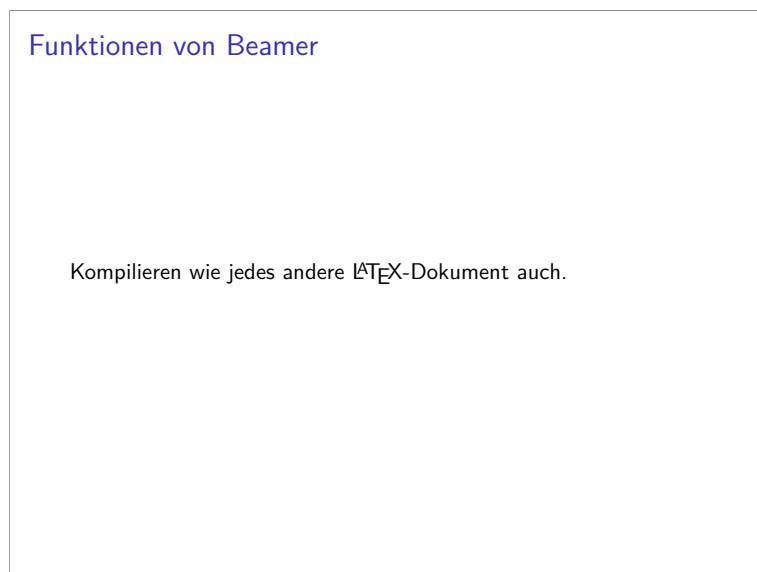 Funktionen von Beamer
Kompilieren wie jedes andere LATEX-Dokument auch.